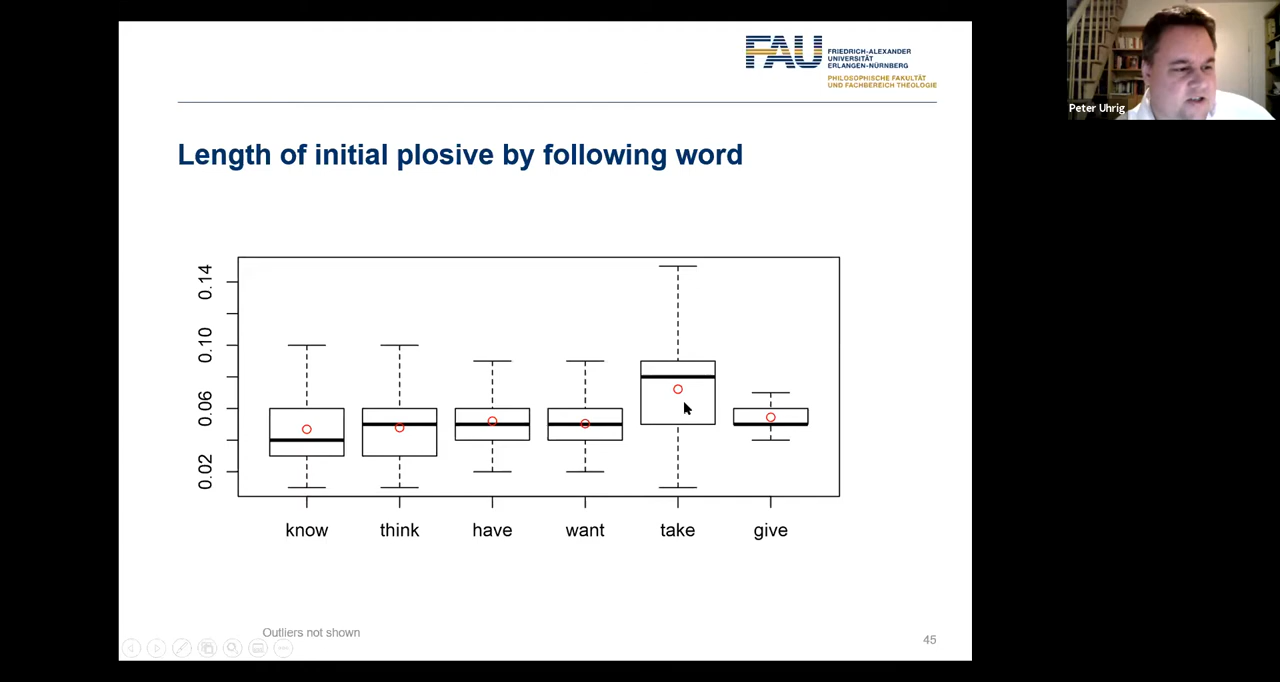 FAU
FRIEDRICH-ALEXANDER
UNIVERSITÄT
ERLANGEN-NÜRNBERG
PHILOSOPHISCHE FAKULTÄT
UND FACHBEREICH THEOLOGIE
Peter Uhrig
Length of initial plosive by following word
0.14
0.10
0.06
0.02
know think have want take give
Outliers not shown
45